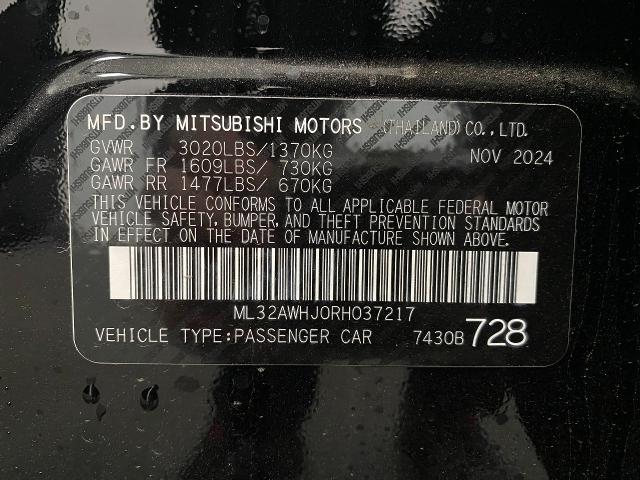 MFD. BY MITSUBISHI MOTORS (THAILAND) CO., LTD.
GVWR 3020LBS/1370KG NOV 2024
GAWR FR 1609LBS/ 730KG
GAWR RR 1477LBS/ 670KG
THIS VEHICLE CONFORMS TO ALL APPLICABLE FEDERAL MOTOR
VEHICLE SAFETY, BUMPER, AND THEFT PREVENTION STANDARDS
IN EFFECT ON THE DATE OF MANUFACTURE SHOWN ABOVE.
ML32AWHJ0RH037217
VEHICLE TYPE:PASSENGER CAR 7430B 728